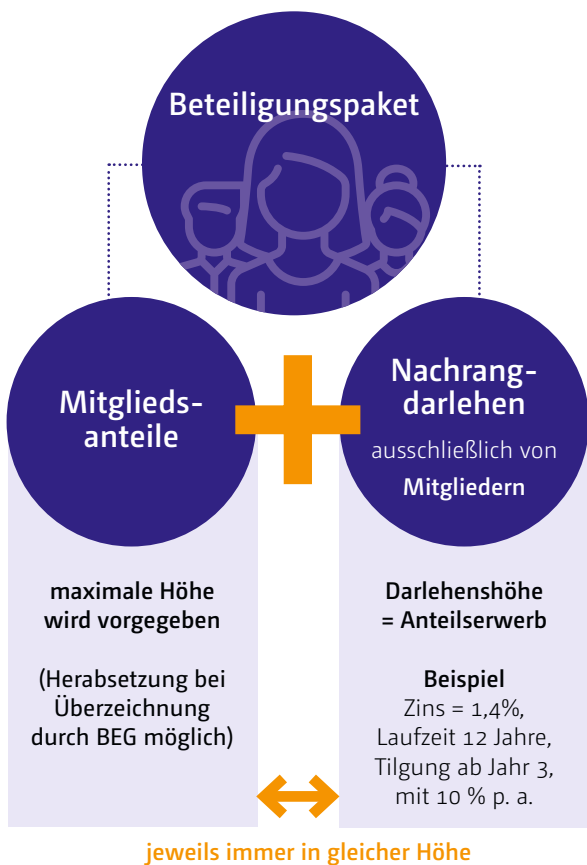 Beteiligungspaket
Mitglieds-
anteile
maximale Höhe
wird vorgegeben
(Herabsetzung bei
Überzeichnung
durch BEG möglich)
Nachrang-
darlehen
ausschließlich von
Mitgliedern
Darlehenshöhe
= Anteilserwerb
Beispiel
Zins = 1,4%,
Laufzeit 12 Jahre,
Tilgung ab Jahr 3,
mit 10 % p. a.
jeweils immer in gleicher Höhe